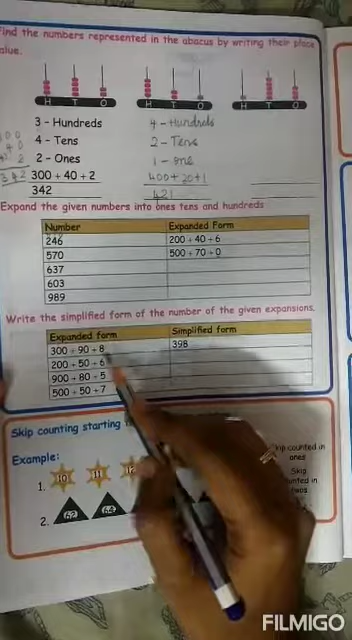 Find the numbers represented in the abacus by writing their place
value.
H T O H T O H T O
3 - Hundreds
4 - Hundreds
4 - Tens
2 - Tens
2 - Ones
1 - one
342 300 + 40 + 2
400 + 20 + 1
342
421
Expand the given numbers into ones tens and hundreds
Number Expanded Form
246 200 + 40 + 6
570 500 + 70 + 0
637
603
989
Write the simplified form of the number of the given expansions.
Expanded form Simplified form
300 + 90 + 8 398
200 + 50 + 6
900 + 80 + 5
500 + 50 + 7
Skip counting starting
Example:
1. 10 11 12
skip counted in
ones
2. 62 64
Skip
counted in
twos
FILMIGO